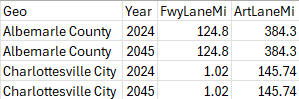 Geo Year FwyLaneMi ArtLaneMi
Albemarle County 2024 124.8 384.3
Albemarle County 2045 124.8 384.3
Charlottesville City 2024 1.02 145.74
Charlottesville City 2045 1.02 145.74